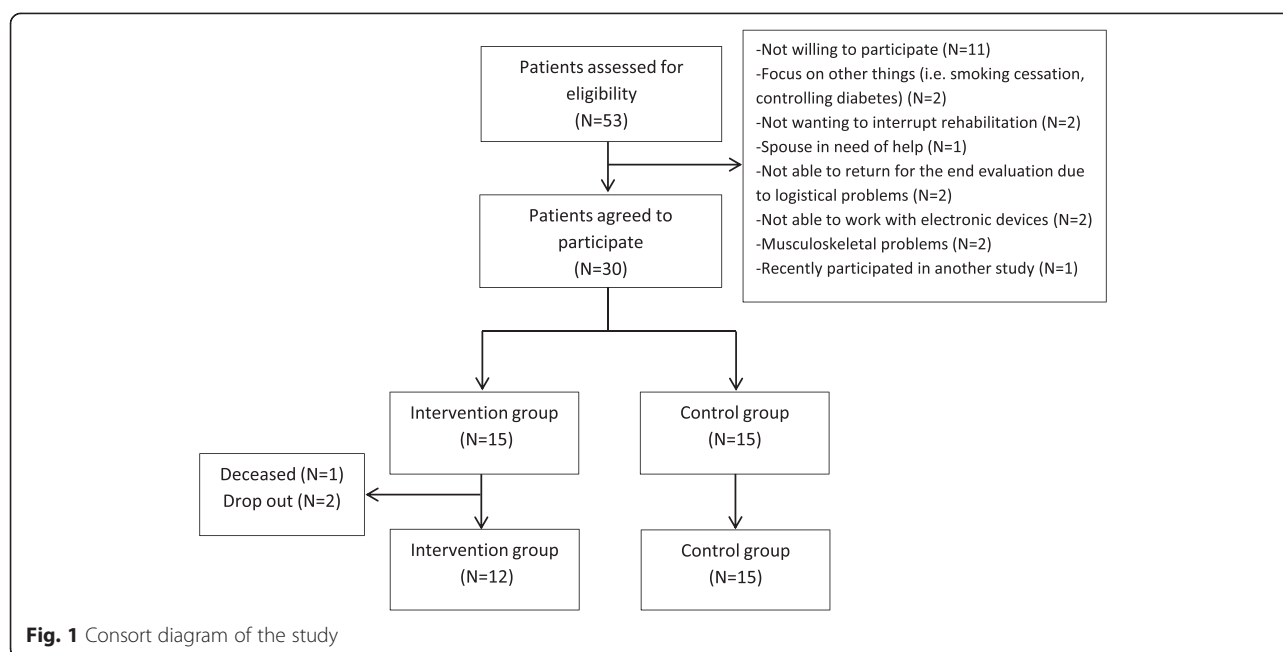 Patients assessed for
eligibility
(N=53)
-Not willing to participate (N=11)
-Focus on other things (i.e. smoking cessation,
controlling diabetes) (N=2)
-Not wanting to interrupt rehabilitation (N=2)
-Spouse in need of help (N=1)
-Not able to return for the end evaluation due
to logistical problems (N=2)
-Not able to work with electronic devices (N=2)
-Musculoskeletal problems (N=2)
-Recently participated in another study (N=1)
Patients agreed to
participate
(N=30)
Intervention group
(N=15)
Control group
(N=15)
Deceased (N=1)
Drop out (N=2)
Intervention group
(N=12)
Control group
(N=15)
Fig. 1 Consort diagram of the study